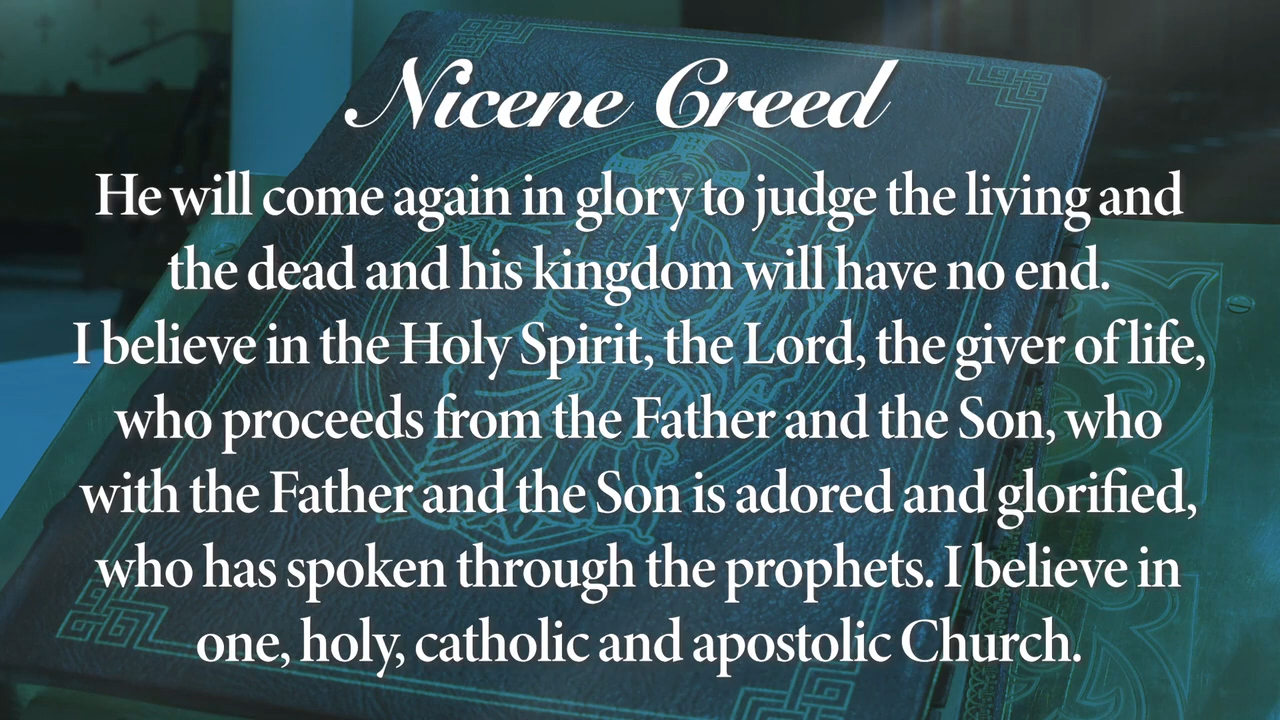 Nicene Creed
He will come again in glory to judge the living and
the dead and his kingdom will have no end.
I believe in the Holy Spirit, the Lord, the giver of life,
who proceeds from the Father and the Son, who
with the Father and the Son is adored and glorified,
who has spoken through the prophets. I believe in
one, holy, catholic and apostolic Church.